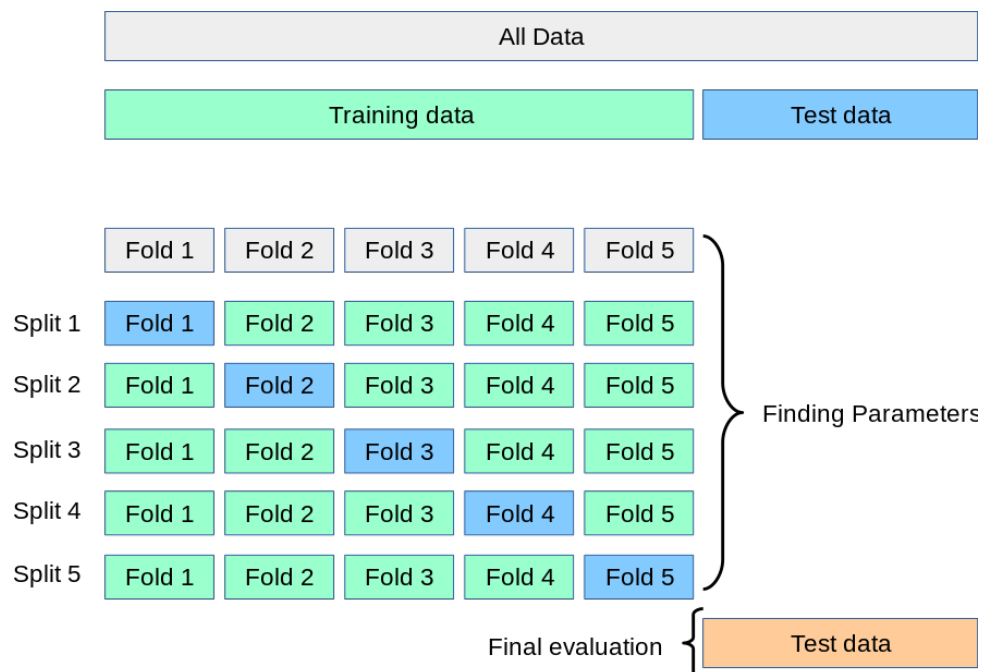 All Data
Training data Test data
Fold 1 Fold 2 Fold 3 Fold 4 Fold 5
Split 1 Fold 1 Fold 2 Fold 3 Fold 4 Fold 5
Split 2 Fold 1 Fold 2 Fold 3 Fold 4 Fold 5
Finding Parameters
Split 3 Fold 1 Fold 2 Fold 3 Fold 4 Fold 5
Split 4 Fold 1 Fold 2 Fold 3 Fold 4 Fold 5
Split 5 Fold 1 Fold 2 Fold 3 Fold 4 Fold 5
Final evaluation Test data